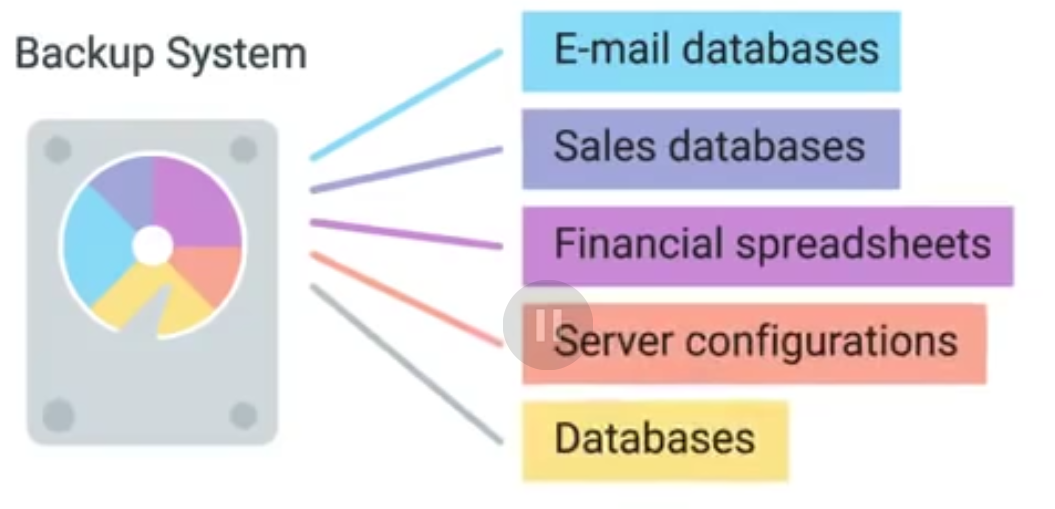 Backup System
E-mail databases
Sales databases
Financial spreadsheets
Server configurations
Databases